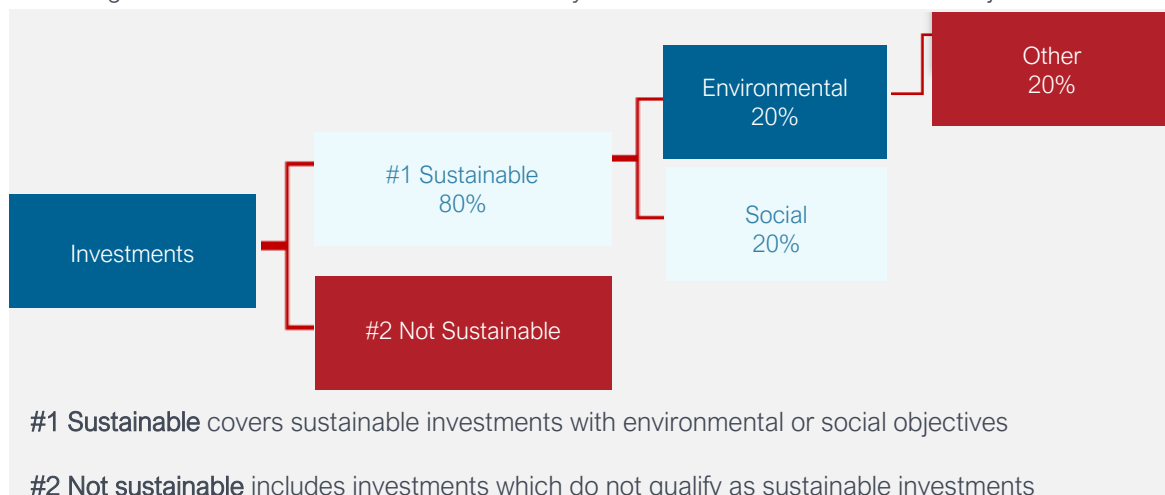 Other
20%
Environmental
20%
#1 Sustainable
80%
Social
20%
Investments
#2 Not Sustainable
#1 Sustainable covers sustainable investments with environmental or social objectives
#2 Not sustainable includes investments which do not qualify as sustainable investments